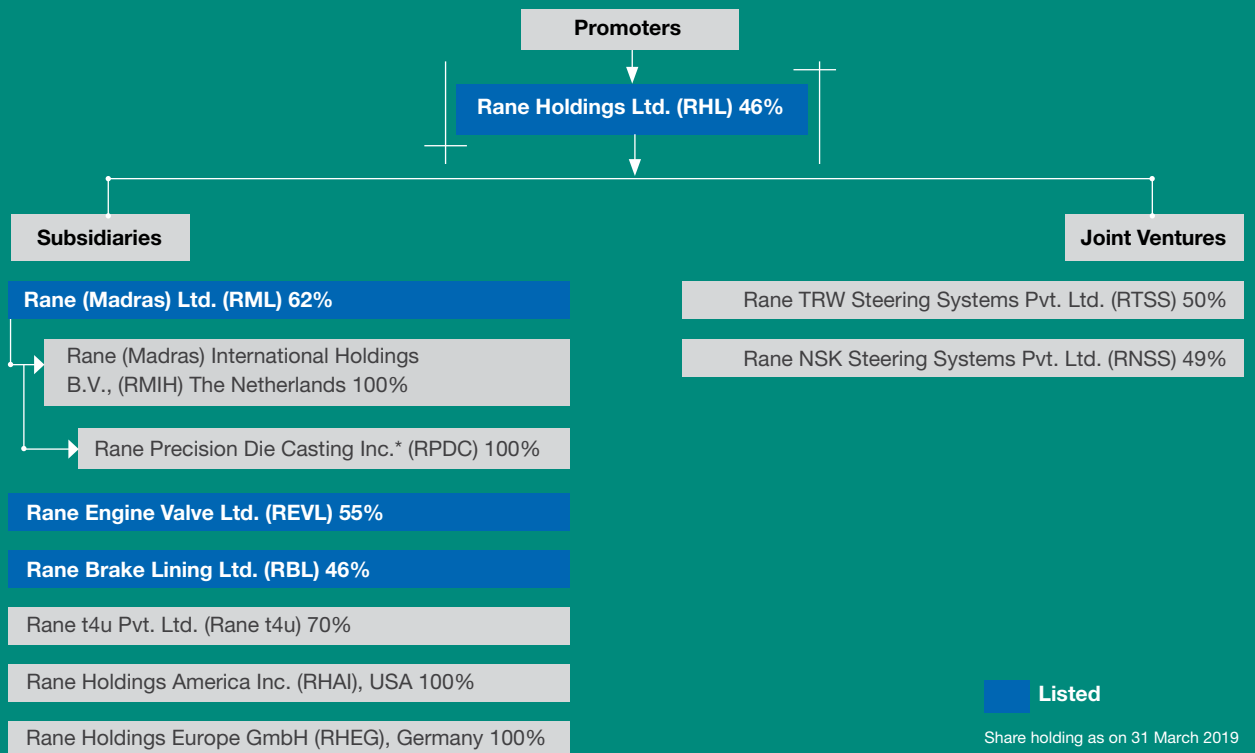 Promoters
Rane Holdings Ltd. (RHL) 46%
Subsidiaries
Joint Ventures
Rane (Madras) Ltd. (RML) 62%
Rane (Madras) International Holdings
B.V., (RMIH) The Netherlands 100%
Rane Precision Die Casting Inc.* (RPDC) 100%
Rane Engine Valve Ltd. (REVL) 55%
Rane Brake Lining Ltd. (RBL) 46%
Rane t4u Pvt. Ltd. (Rane t4u) 70%
Rane Holdings America Inc. (RHAI), USA 100%
Rane Holdings Europe GmbH (RHEG), Germany 100%
Rane TRW Steering Systems Pvt. Ltd. (RTSS) 50%
Rane NSK Steering Systems Pvt. Ltd. (RNSS) 49%
Listed
Share holding as on 31 March 2019